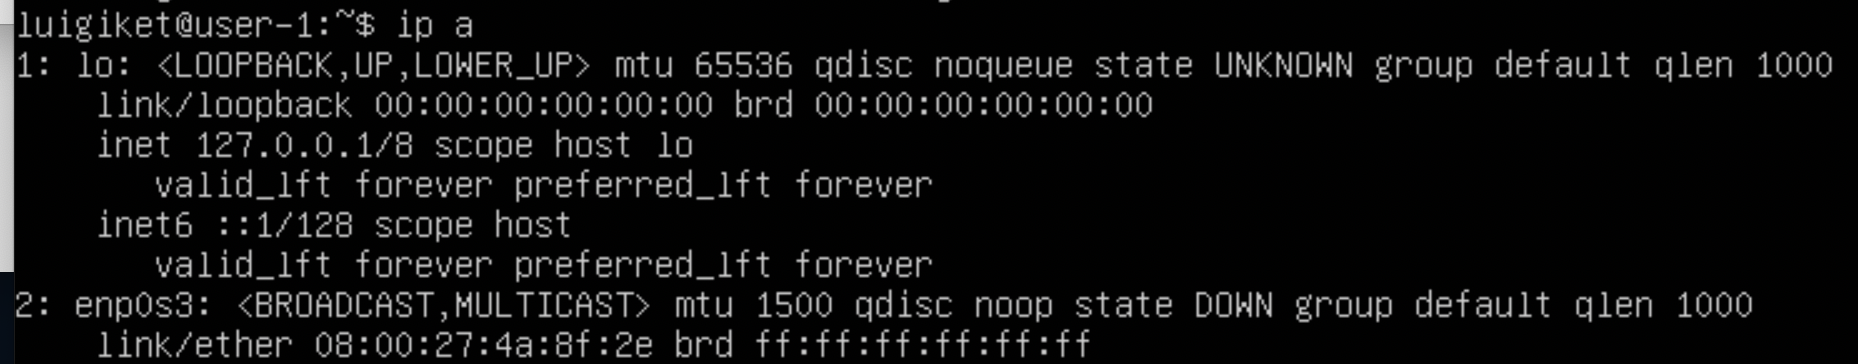 luigiket@user-1:~$ ip a
1: lo: <LOOPBACK,UP,LOWER_UP> mtu 65536 qdisc noqueue state UNKNOWN group default qlen 1000
link/loopback 00:00:00:00:00:00 brd 00:00:00:00:00:00
inet 127.0.0.1/8 scope host lo
valid_lft forever preferred_lft forever
inet6 ::1/128 scope host
valid_lft forever preferred_lft forever
2: enp0s3: <BROADCAST,MULTICAST> mtu 1500 qdisc noop state DOWN group default qlen 1000
link/ether 08:00:27:4a:8f:2e brd ff:ff:ff:ff:ff:ff